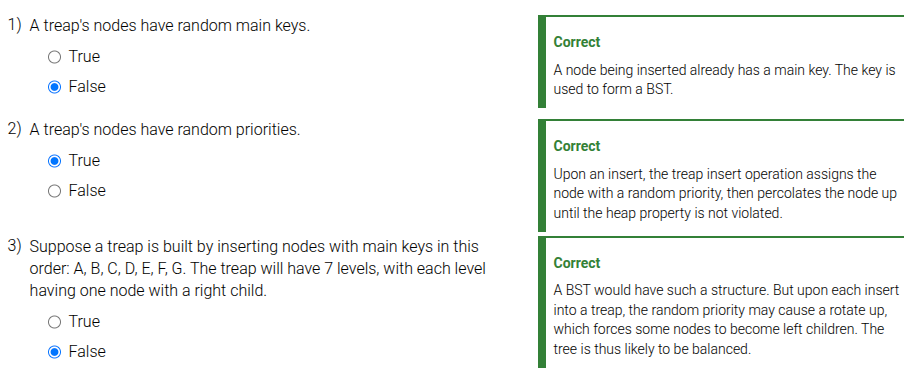 1) A treap's nodes have random main keys.
True
False
Correct
A node being inserted already has a main key. The key is
used to form a BST.
2) A treap's nodes have random priorities.
True
False
Correct
Upon an insert, the treap insert operation assigns the
node with a random priority, then percolates the node up
until the heap property is not violated.
3) Suppose a treap is built by inserting nodes with main keys in this
order: A, B, C, D, E, F, G. The treap will have 7 levels, with each level
having one node with a right child.
True
False
Correct
A BST would have such a structure. But upon each insert
into a treap, the random priority may cause a rotate up,
which forces some nodes to become left children. The
tree is thus likely to be balanced.